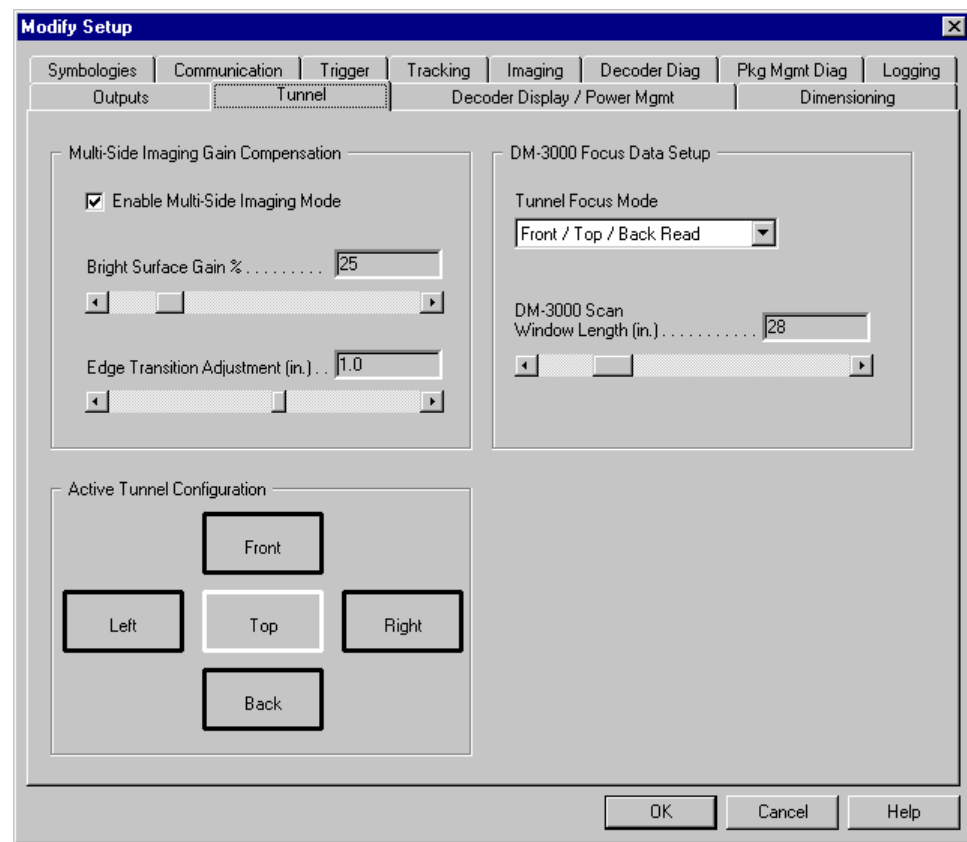 Modify Setup
Symbologies Communication Trigger Tracking Imaging Decoder Diag Pkg Mgmt Diag Logging
Outputs Tunnel Decoder Display / Power Mgmt Dimensioning
Multi-Side Imaging Gain Compensation
Enable Multi-Side Imaging Mode
Bright Surface Gain % . . . . . . . . . 25
Edge Transition Adjustment (in.) . . 1.0
DM-3000 Focus Data Setup
Tunnel Focus Mode
Front / Top / Back Read
DM-3000 Scan
Window Length (in.) . . . . . . . . . . . 28
Active Tunnel Configuration
Front
Left Top Right
Back
OK Cancel Help